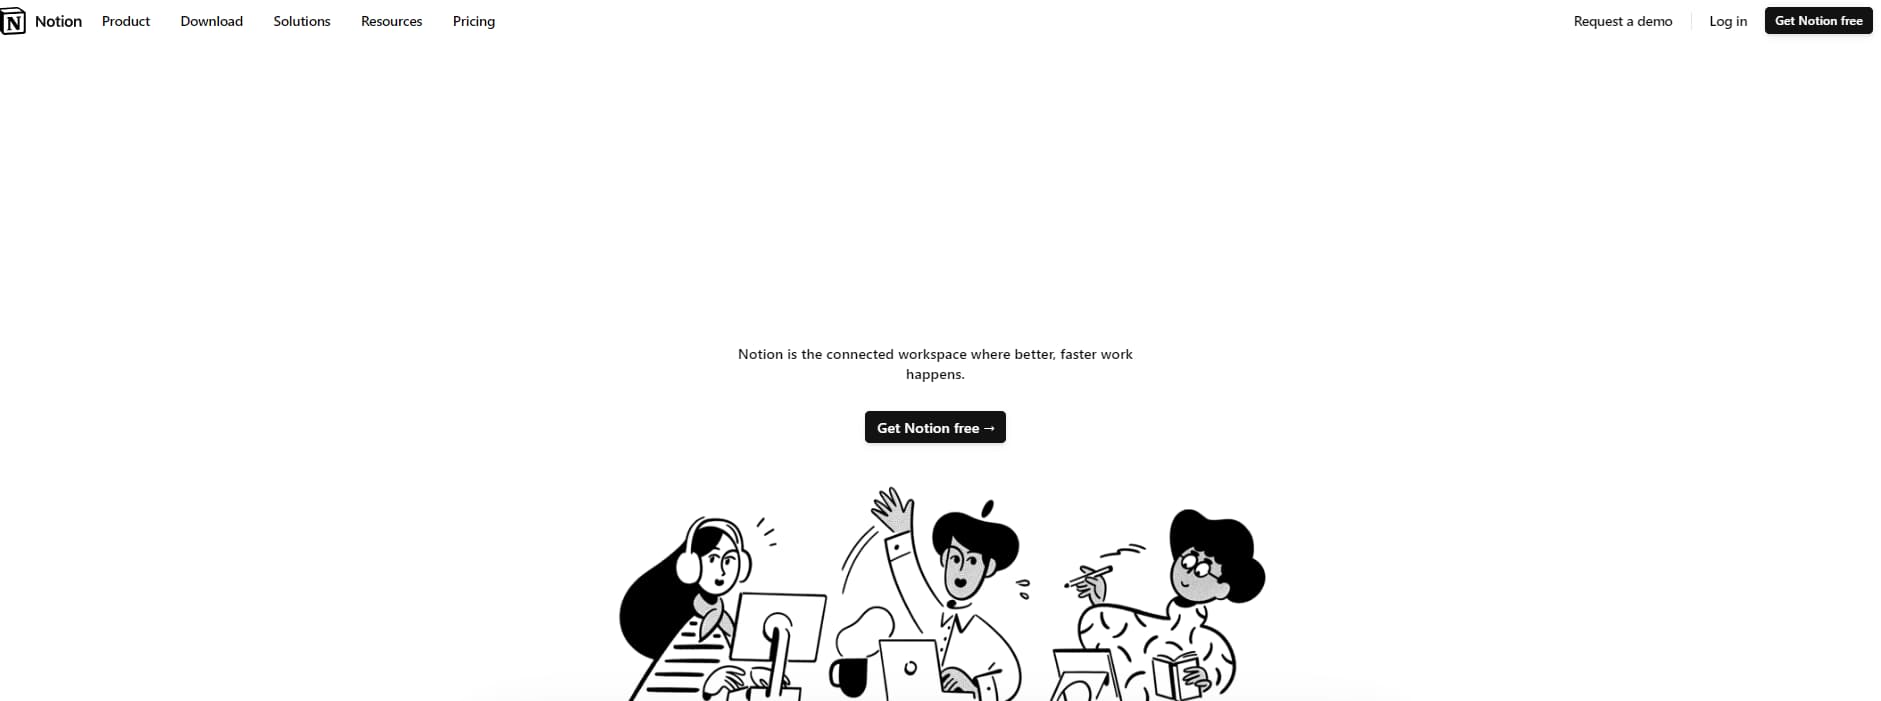 Notion Product Download Solutions Resources Pricing Request a demo Log in Get Notion free
Notion is the connected workspace where better, faster work
happens.
Get Notion free →